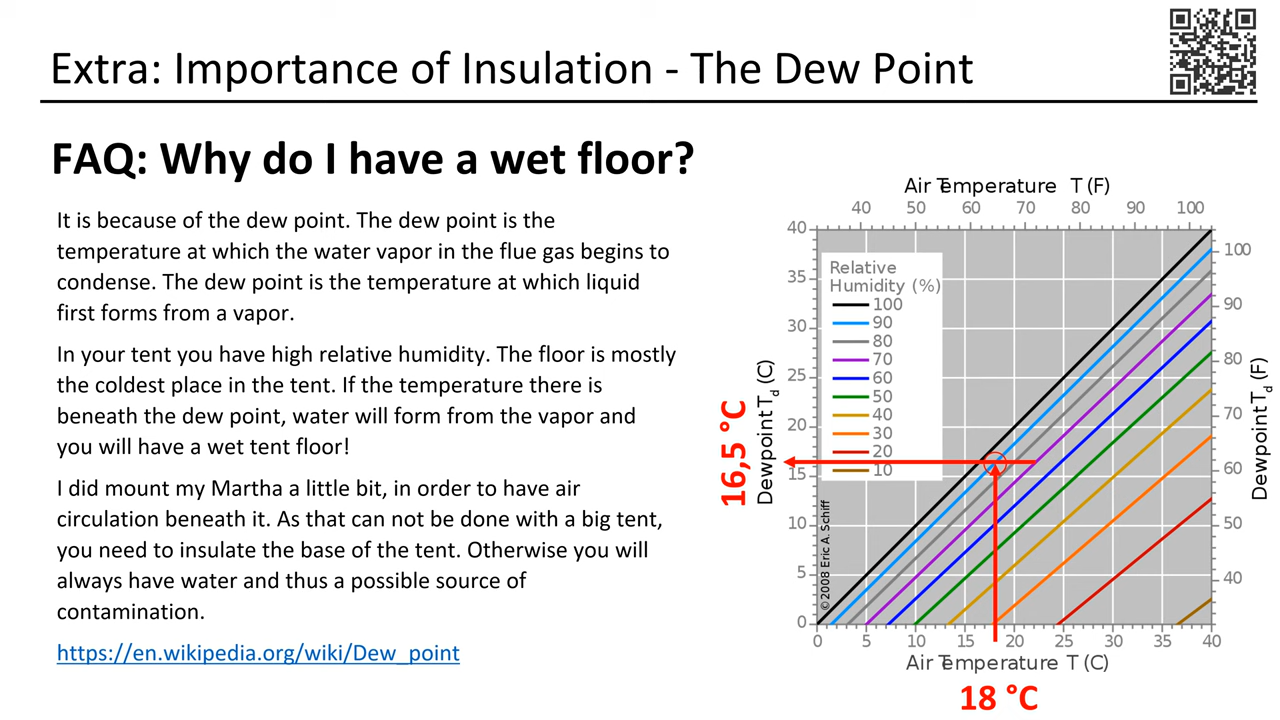 Extra: Importance of Insulation - The Dew Point
FAQ: Why do I have a wet floor?
It is because of the dew point. The dew point is the
temperature at which the water vapor in the flue gas begins to
condense. The dew point is the temperature at which liquid
first forms from a vapor.
In your tent you have high relative humidity. The floor is mostly
the coldest place in the tent. If the temperature there is
beneath the dew point, water will form from the vapor and
you will have a wet tent floor!
I did mount my Martha a little bit, in order to have air
circulation beneath it. As that can not be done with a big tent,
you need to insulate the base of the tent. Otherwise you will
always have water and thus a possible source of
contamination.
https://en.wikipedia.org/wiki/Dew_point
Air Temperature T (F)
40 50 60 70 80 90 100
Relative
Humidity (%)
100
90
80
70
60
50
40
30
20
10
40
35
30
25
20
15
10
5
0
Dewpoint Td (C)
16,5 °C
©2008 Eric A. Schiff
100
90
80
70
60
50
40
Dewpoint Td (F)
0 5 10 15 20 25 30 35 40
Air Temperature T (C)
18 °C